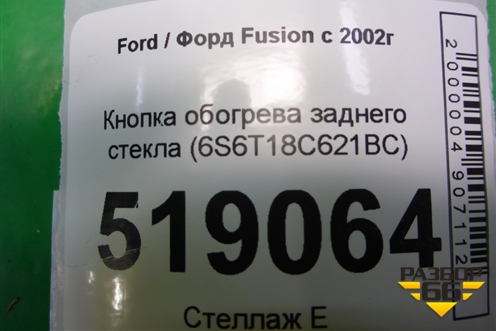 Ford / Форд Fusion с 2002г
Кнопка обогрева заднего
стекла (6S6T18C621BC)
519064
Стеллаж Е
2000004907112
РАЗБОР
66